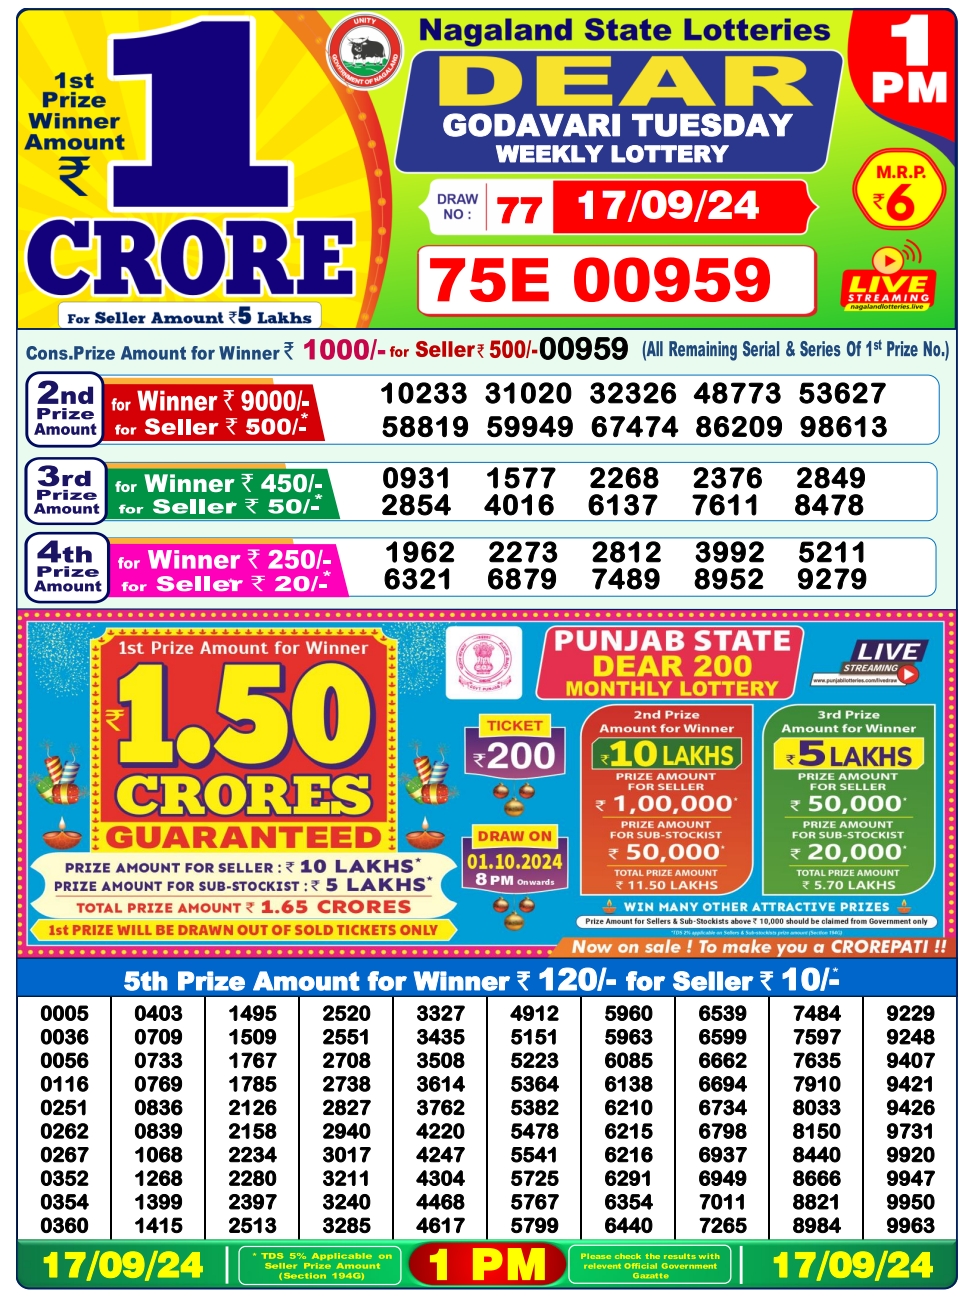 1st
Prize
Winner
Amount
₹
1
CRORE
For Seller Amount ₹5 Lakhs
UNITY
GOVERNMENT OF NAGALAND
Nagaland State Lotteries
DEAR
GODAVARI TUESDAY
WEEKLY LOTTERY
1
PM
M.R.P.
₹6
DRAW
NO :
77
17/09/24
75E 00959
LIVE
STREAMING
nagalandlotteries.live
Cons.Prize Amount for Winner ₹ 1000/- for Seller ₹ 500/- 00959 (All Remaining Serial & Series Of 1st Prize No.)
2nd
Prize
Amount
for Winner ₹ 9000/-
for Seller ₹ 500/-*
10233 31020 32326 48773 53627
58819 59949 67474 86209 98613
3rd
Prize
Amount
for Winner ₹ 450/-
for Seller ₹ 50/-*
0931 1577 2268 2376 2849
2854 4016 6137 7611 8478
4th
Prize
Amount
for Winner ₹ 250/-
for Seller ₹ 20/-*
1962 2273 2812 3992 5211
6321 6879 7489 8952 9279
1st Prize Amount for Winner
₹1.50
CRORES
GUARANTEED
PRIZE AMOUNT FOR SELLER : ₹ 10 LAKHS*
PRIZE AMOUNT FOR SUB-STOCKIST : ₹ 5 LAKHS*
TOTAL PRIZE AMOUNT ₹ 1.65 CRORES
1st PRIZE WILL BE DRAWN OUT OF SOLD TICKETS ONLY
PUNJAB STATE
DEAR 200
MONTHLY LOTTERY
LIVE
STREAMING
www.punjablotteries.com/livedraw
TICKET
₹200
DRAW ON
01.10.2024
8 PM Onwards
2nd Prize
Amount for Winner
₹10 LAKHS
PRIZE AMOUNT
FOR SELLER
₹ 1,00,000*
PRIZE AMOUNT
FOR SUB-STOCKIST
₹ 50,000*
TOTAL PRIZE AMOUNT
₹ 11.50 LAKHS
3rd Prize
Amount for Winner
₹5 LAKHS
PRIZE AMOUNT
FOR SELLER
₹ 50,000*
PRIZE AMOUNT
FOR SUB-STOCKIST
₹ 20,000*
TOTAL PRIZE AMOUNT
₹ 5.70 LAKHS
WIN MANY OTHER ATTRACTIVE PRIZES
Prize Amount for Sellers & Sub-Stockists above ₹ 10,000 should be claimed from Government only
*TDS 2% applicable on Sellers & Sub-stockists prize amount (Section 194G)
Now on sale ! To make you a CROREPATI !!
5th Prize Amount for Winner ₹ 120/- for Seller ₹ 10/-*
0005 0403 1495 2520 3327 4912 5960 6539 7484 9229
0036 0709 1509 2551 3435 5151 5963 6599 7597 9248
0056 0733 1767 2708 3508 5223 6085 6662 7635 9407
0116 0769 1785 2738 3614 5364 6138 6694 7910 9421
0251 0836 2126 2827 3762 5382 6210 6734 8033 9426
0262 0839 2158 2940 4220 5478 6215 6798 8150 9731
0267 1068 2234 3017 4247 5541 6216 6937 8440 9920
0352 1268 2280 3211 4304 5725 6291 6949 8666 9947
0354 1399 2397 3240 4468 5767 6354 7011 8821 9950
0360 1415 2513 3285 4617 5799 6440 7265 8984 9963
17/09/24
* TDS 5% Applicable on
Seller Prize Amount
(Section 194G)
1 PM
Please check the results with
relevent Official Government
Gazatte
17/09/24